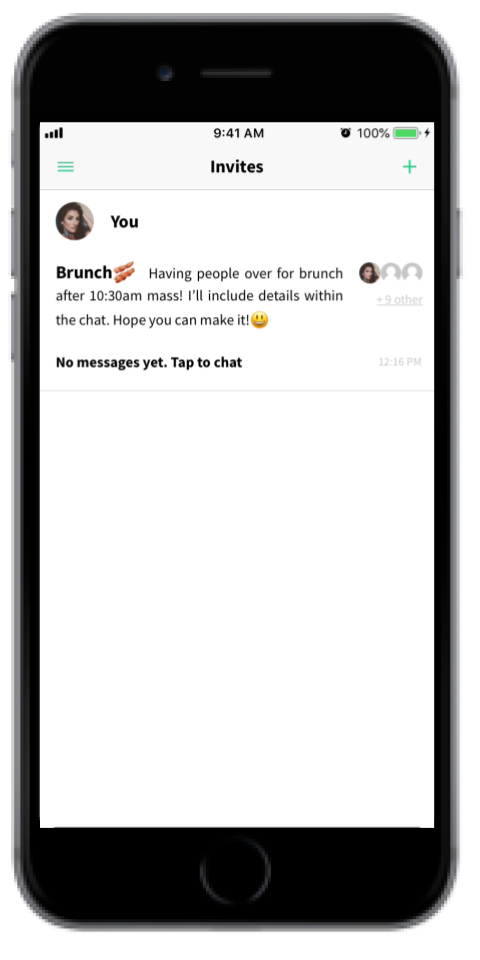 9:41 AM 100%
Invites
You
Brunch🥓 Having people over for brunch
after 10:30am mass! I’ll include details within
the chat. Hope you can make it!😃
+ 9 other
No messages yet. Tap to chat 12:16 PM